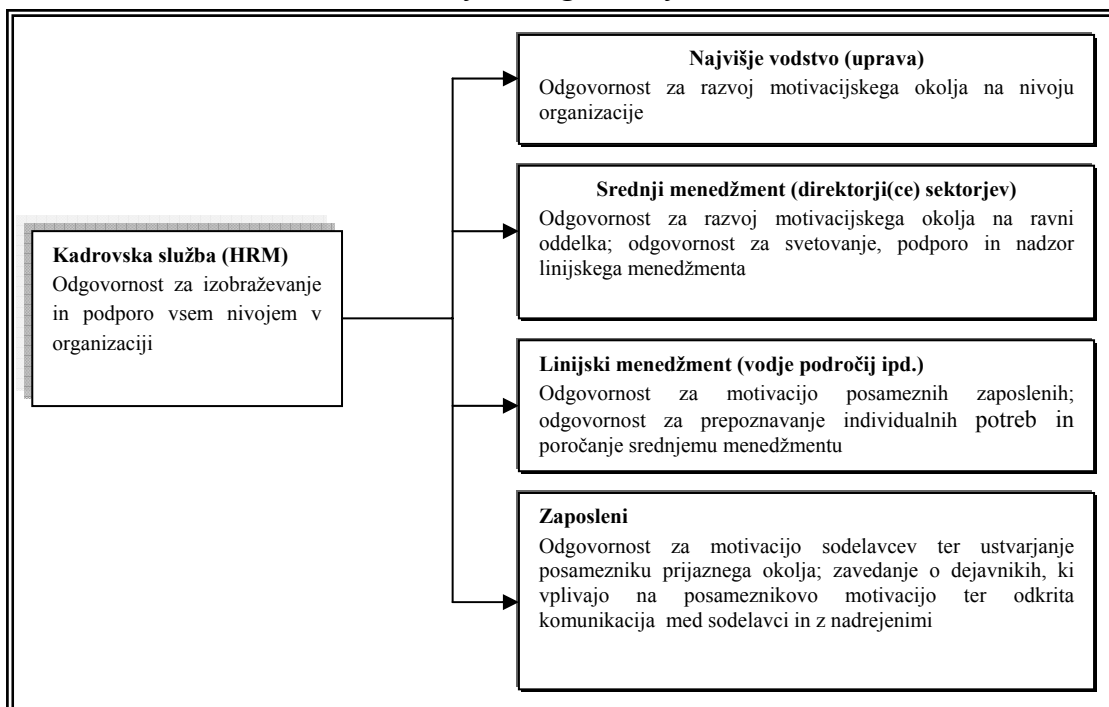 Kadrovska služba (HRM)
Odgovornost za izobraževanje
in podporo vsem nivojem v
organizaciji
Najvišje vodstvo (uprava)
Odgovornost za razvoj motivacijskega okolja na nivoju
organizacije
Srednji menedžment (direktorji(ce) sektorjev)
Odgovornost za razvoj motivacijskega okolja na ravni
oddelka; odgovornost za svetovanje, podporo in nadzor
linijskega menedžmenta
Linijski menedžment (vodje področij ipd.)
Odgovornost za motivacijo posameznih zaposlenih;
odgovornost za prepoznavanje individualnih potreb in
poročanje srednjemu menedžmentu
Zaposleni
Odgovornost za motivacijo sodelavcev ter ustvarjanje
posamezniku prijaznega okolja; zavedanje o dejavnikih, ki
vplivajo na posameznikovo motivacijo ter odkrita
komunikacija med sodelavci in z nadrejenimi